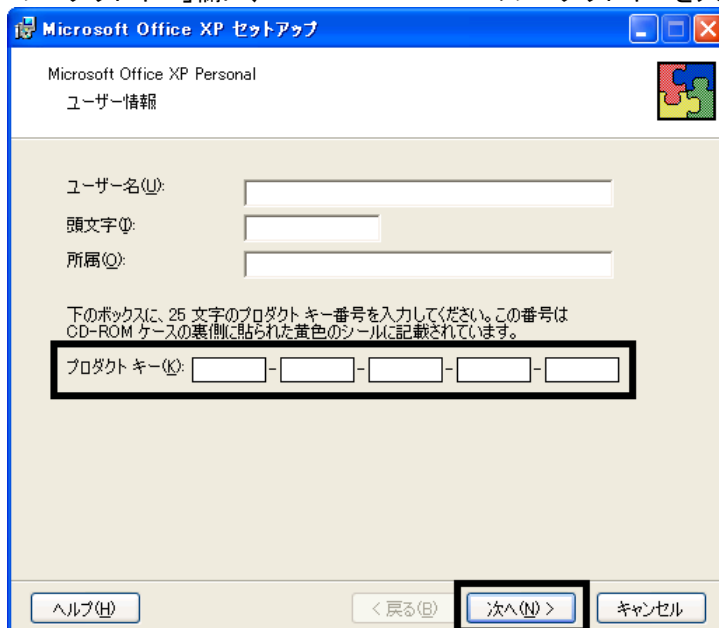 Microsoft Office XP セットアップ
Microsoft Office XP Personal
ユーザー情報
ユーザー名(U):
頭文字(I):
所属(O):
下のボックスに、25 文字のプロダクト キー番号を入力してください。この番号は
CD-ROM ケースの裏側に貼られた黄色のシールに記載されています。
プロダクト キー(K): - - - -
ヘルプ(H) < 戻る(B) 次へ(N) > キャンセル